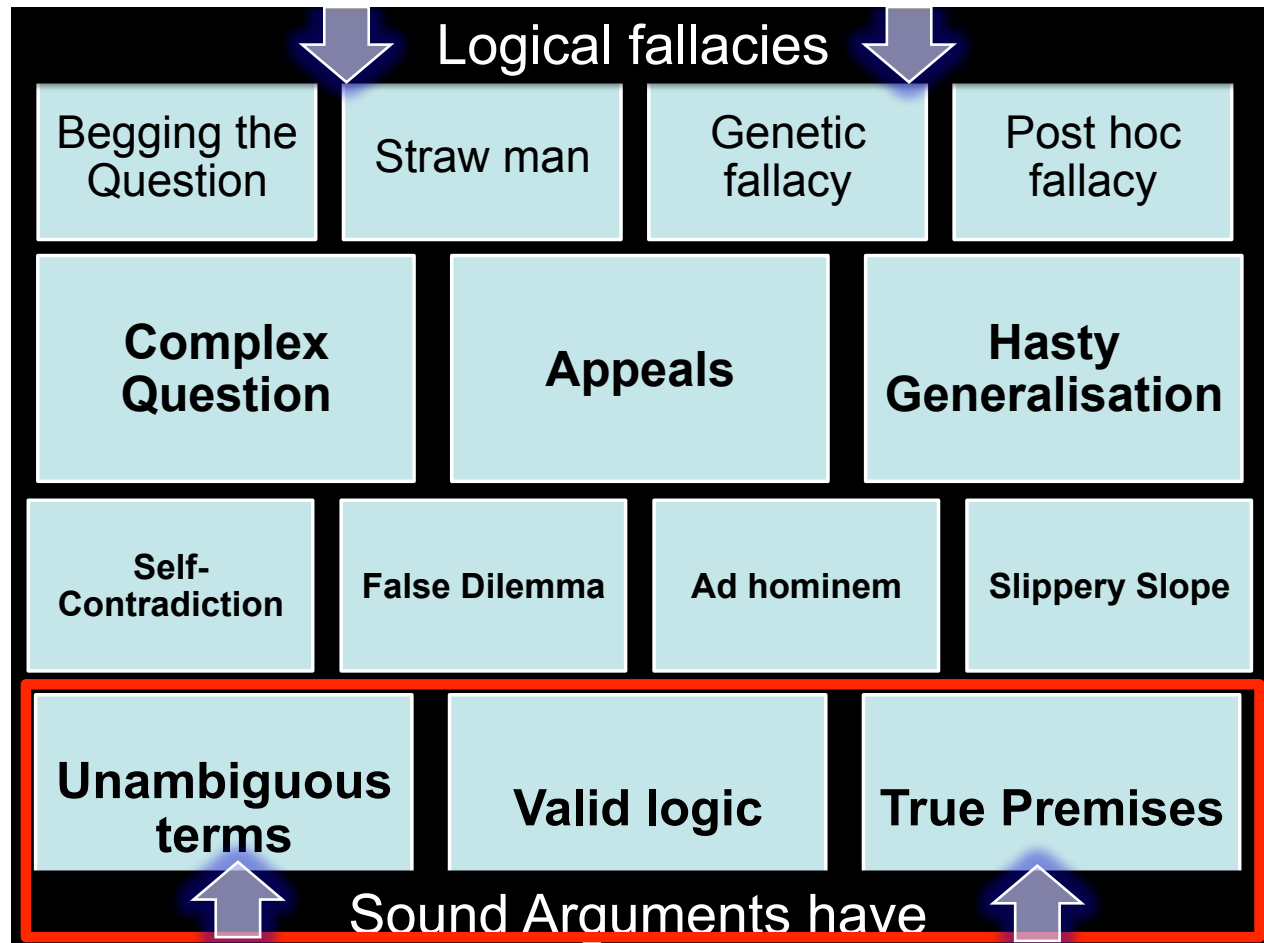 Logical fallacies
Begging the
Question
Straw man
Genetic
fallacy
Post hoc
fallacy
Complex
Question
Appeals
Hasty
Generalisation
Self-
Contradiction
False Dilemma
Ad hominem
Slippery Slope
Unambiguous
terms
Valid logic
True Premises
Sound Arguments have